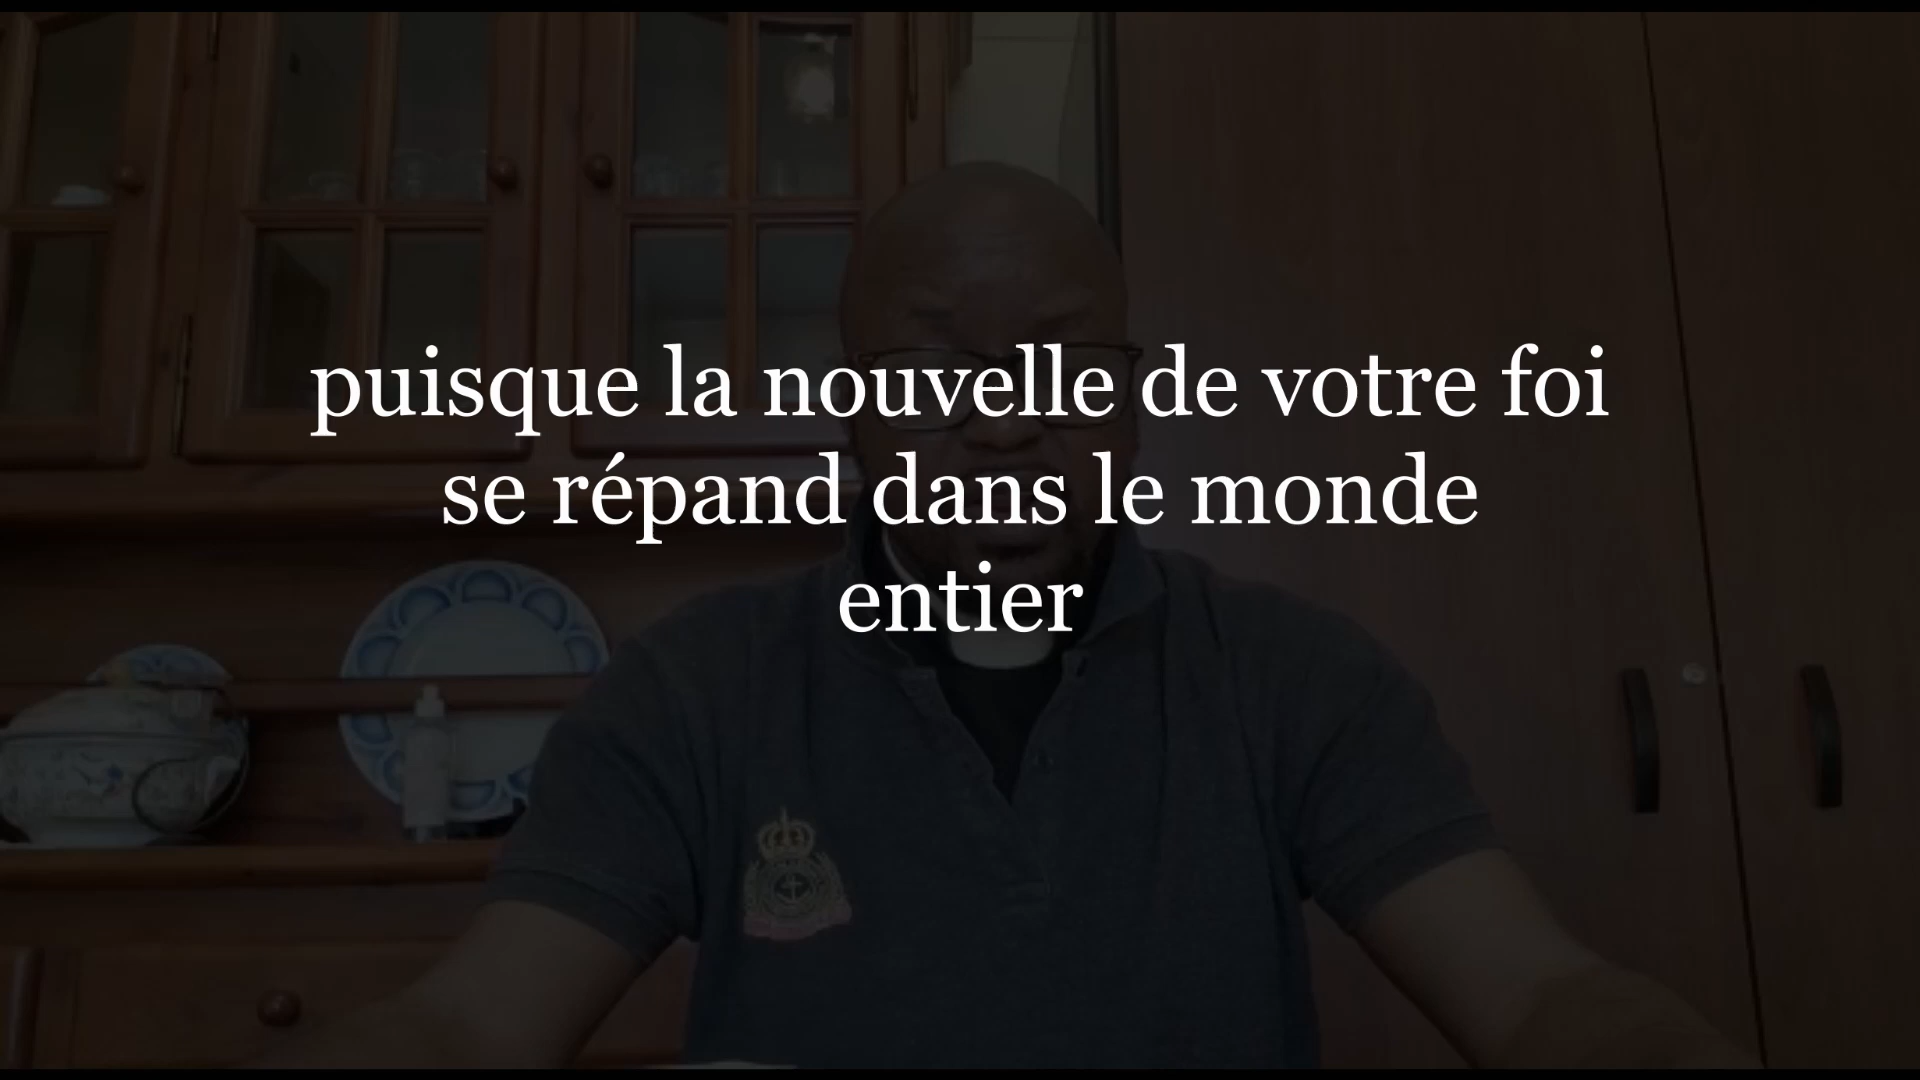 puisque la nouvelle de votre foi
se répand dans le monde
entier